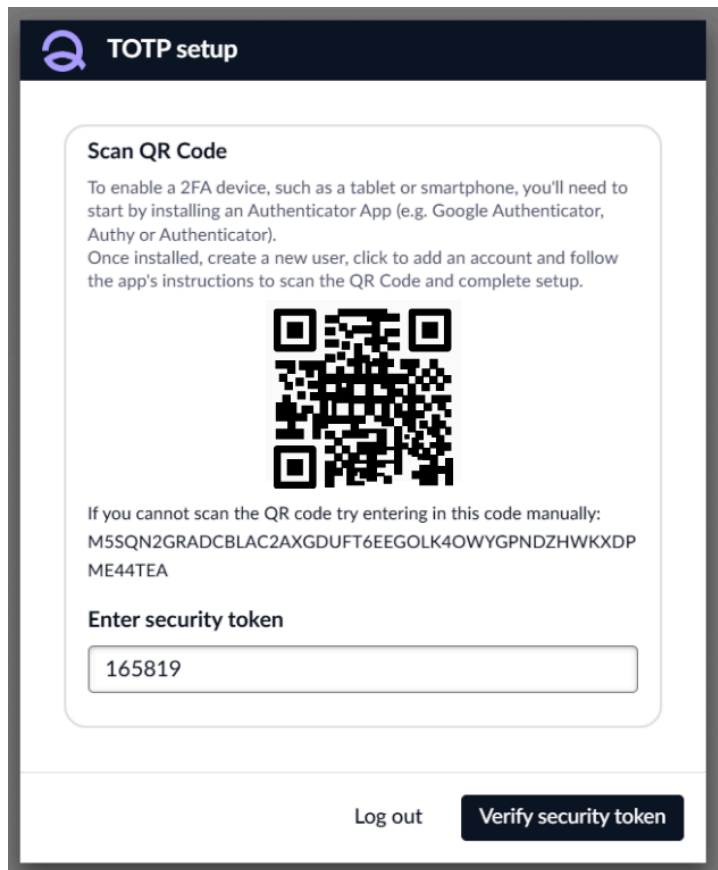 TOTP setup
Scan QR Code
To enable a 2FA device, such as a tablet or smartphone, you'll need to
start by installing an Authenticator App (e.g. Google Authenticator,
Authy or Authenticator).
Once installed, create a new user, click to add an account and follow
the app's instructions to scan the QR Code and complete setup.
If you cannot scan the QR code try entering in this code manually:
M5SQN2GRADCBLAC2AXGDUFT6EEGOLK4OWYGPNDZHWKXDP
ME44TEA
Enter security token
165819
Log out
Verify security token